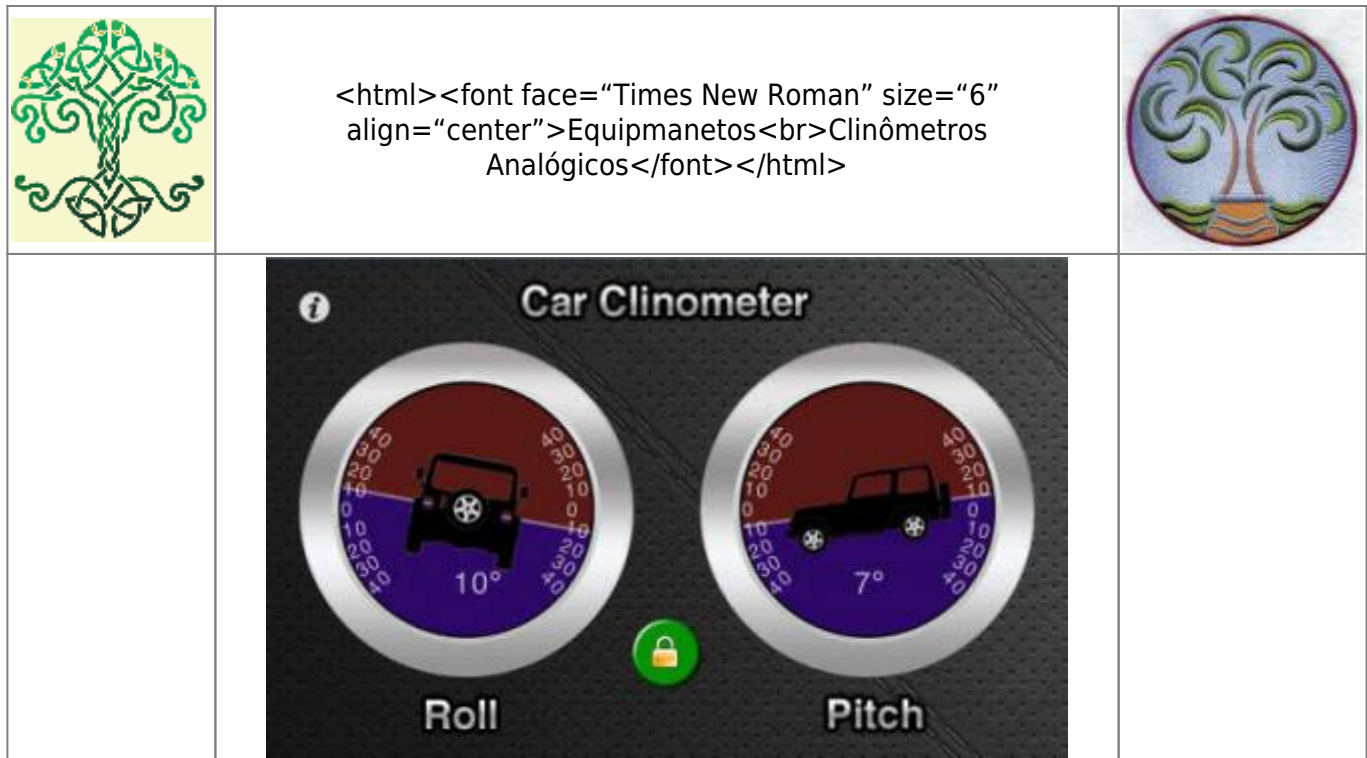 <html><font face=“Times New Roman” size=“6”
align=“center”>Equipmanetos<br>Clinômetros
Analógicos</font></html>
i
Car Clinometer
40 40
30 30
20 20
10 10
0 0
10 10
20 20
30 30
40 40
10°
40 40
30 30
20 20
10 10
0 0
10 10
20 20
30 30
40 40
7°
Roll
Pitch